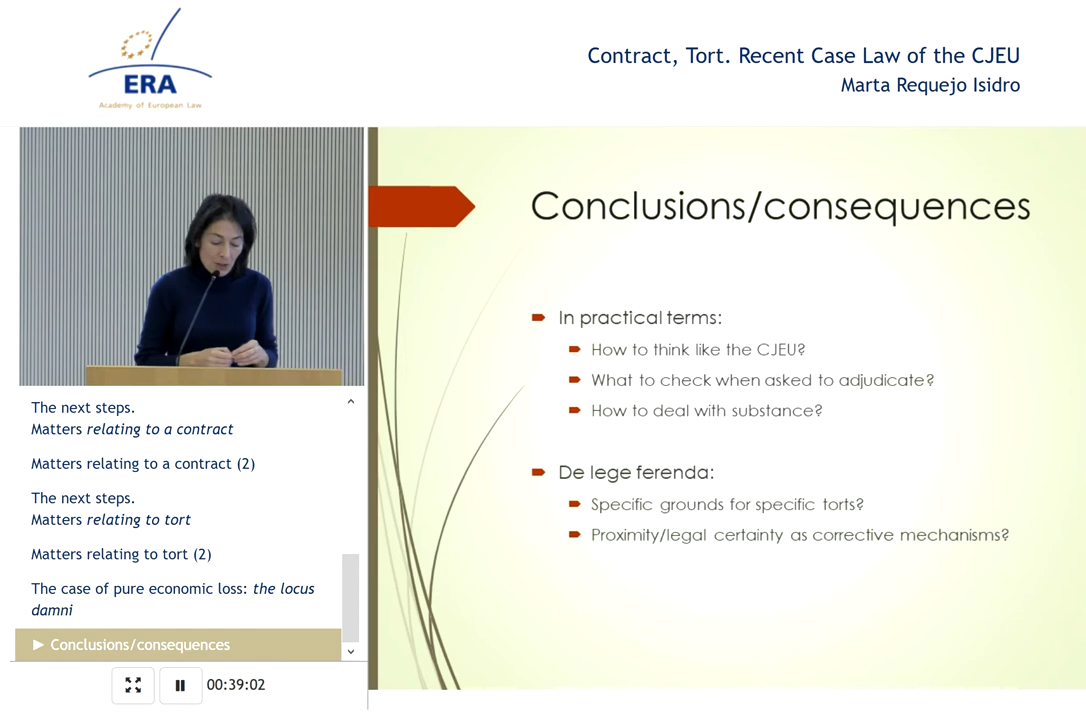 ERA
Academy of European Law
Contract, Tort. Recent Case Law of the CJEU
Marta Requejo Isidro
The next steps.
Matters relating to a contract
Matters relating to a contract (2)
The next steps.
Matters relating to tort
Matters relating to tort (2)
The case of pure economic loss: the locus
damni
Conclusions/consequences
00:39:02
Conclusions/consequences
In practical terms:
How to think like the CJEU?
What to check when asked to adjudicate?
How to deal with substance?
De lege ferenda:
Specific grounds for specific torts?
Proximity/legal certainty as corrective mechanisms?